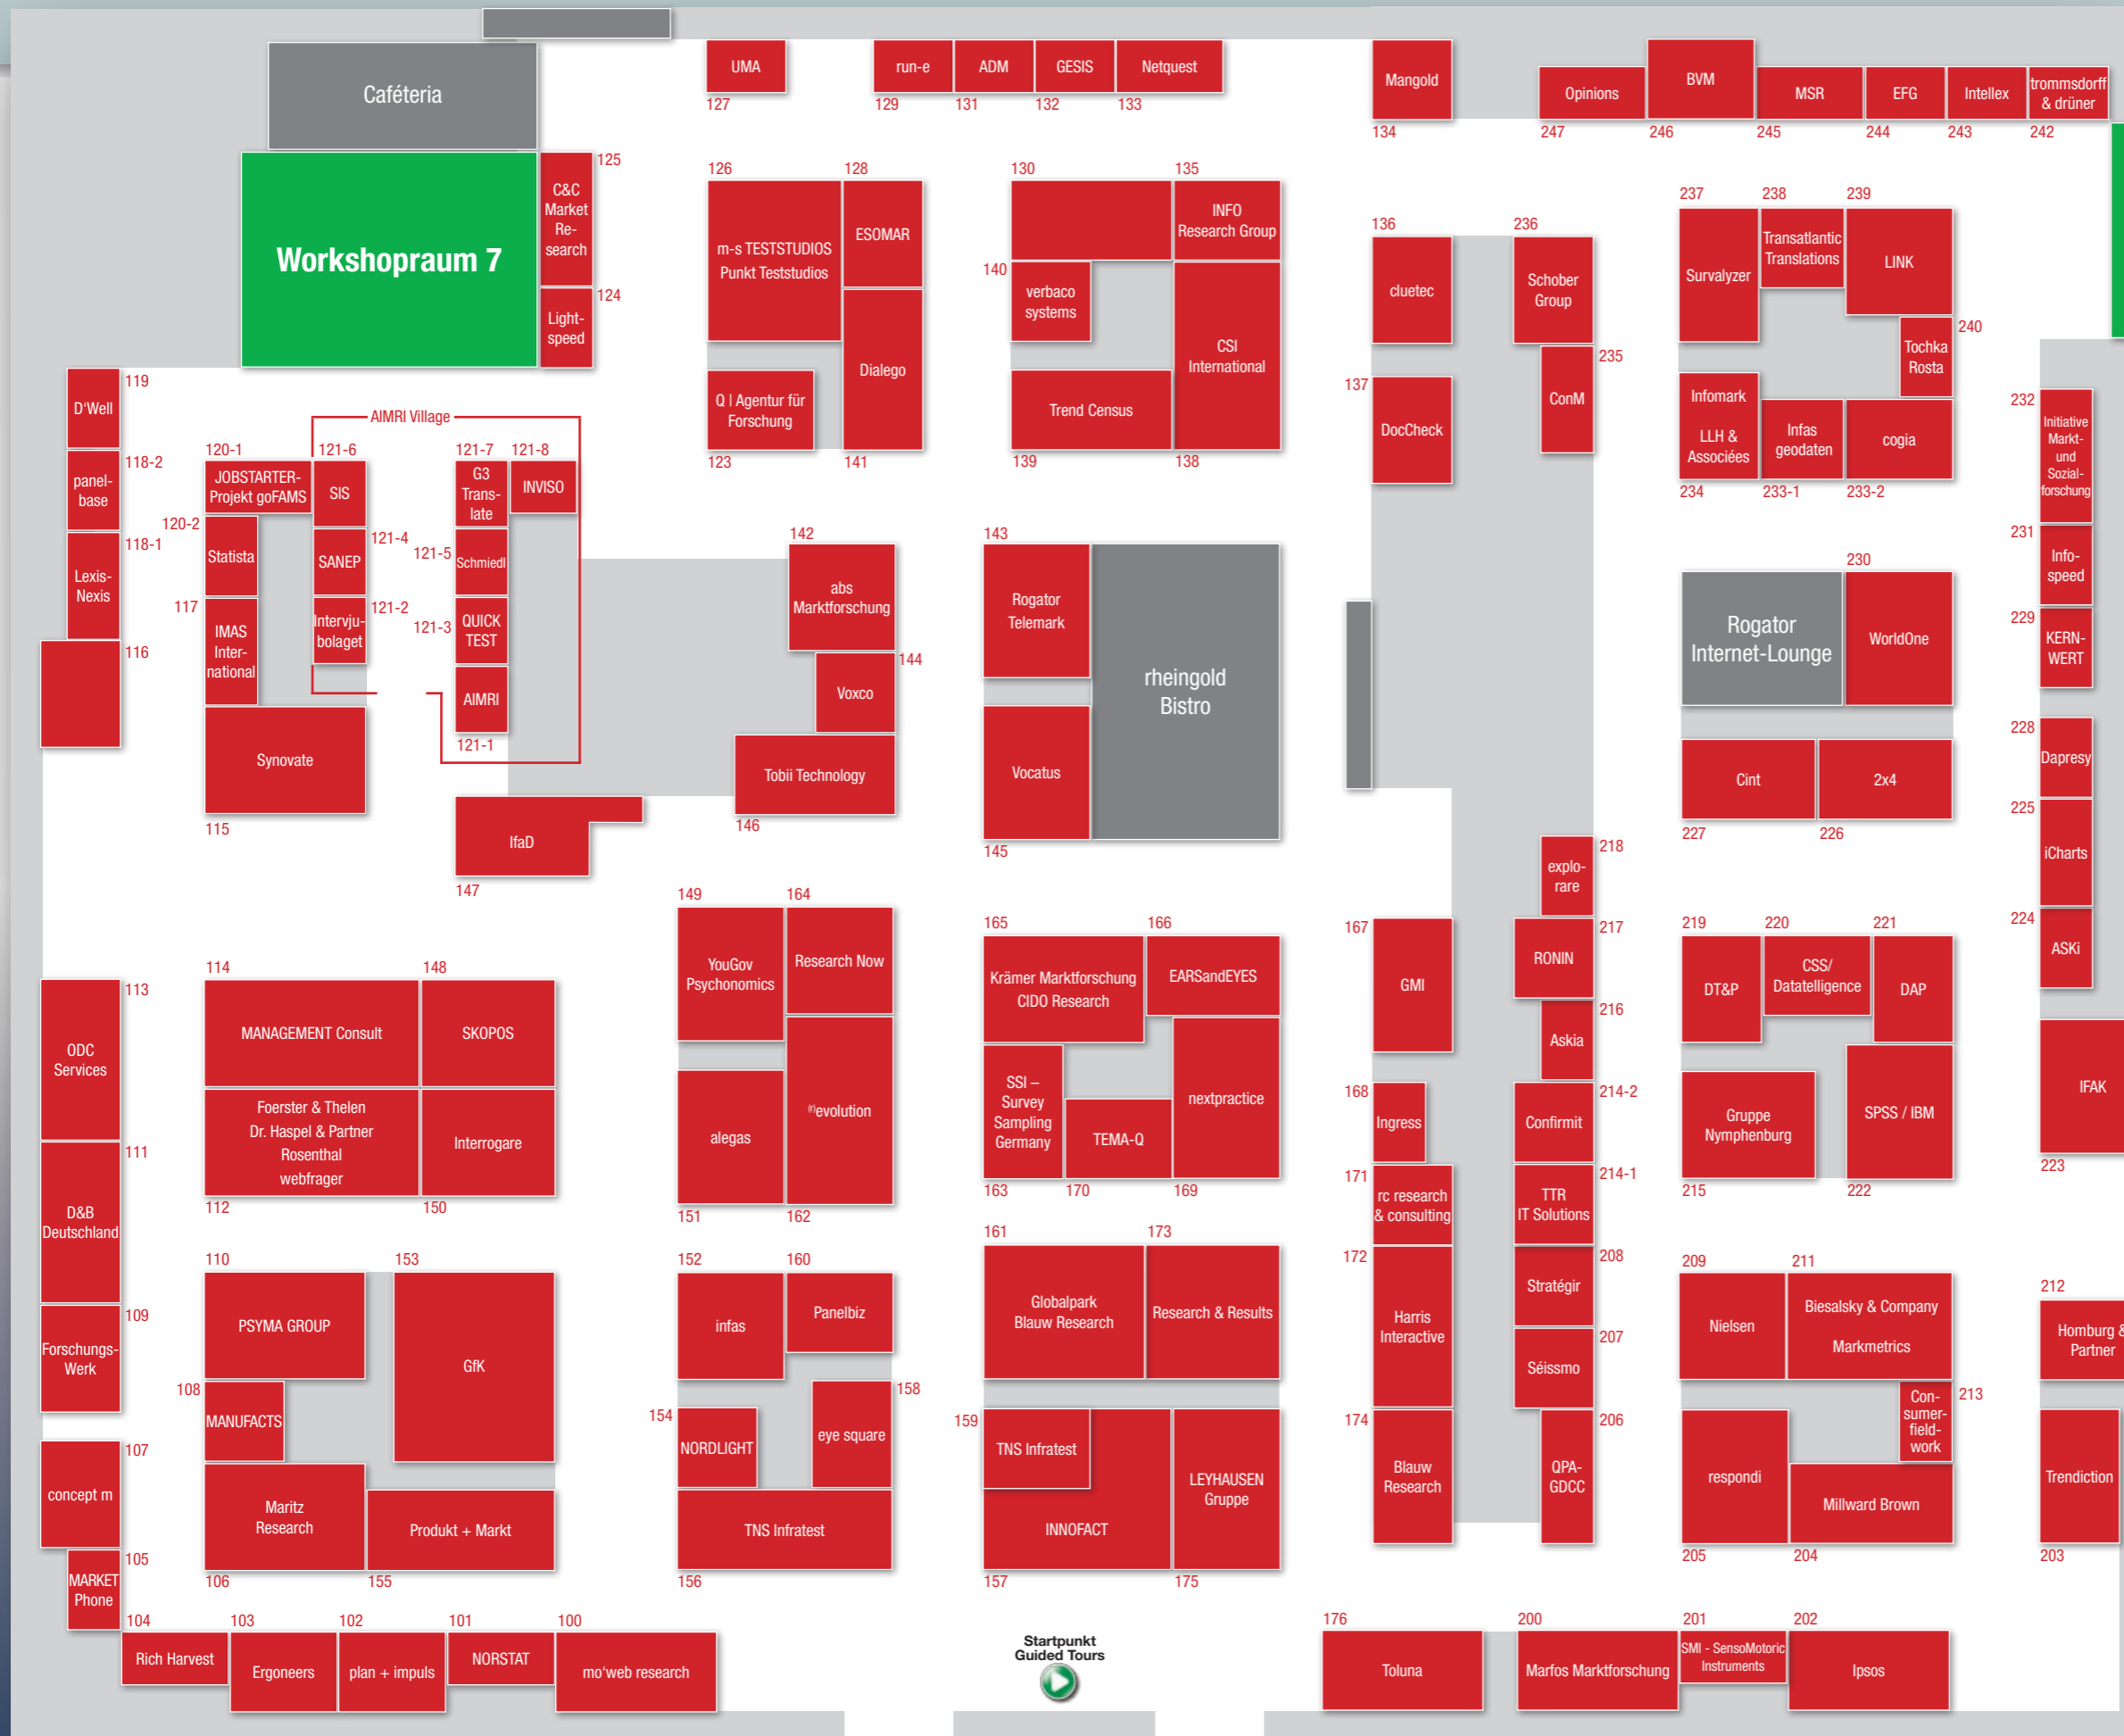 Caféteria
UMA
127
run-e
ADM
GESIS
Netquest
129
131
132
133
Mangold
134
Opinions
BVM
MSR
EFG
Intellex
trommsdorff
& drüner
247
246
245
244
243
242
Workshopraum 7
125
C&C
Market
Re-
search
124
Light-
speed
126
128
m-s TESTSTUDIOS
Punkt Teststudios
ESOMAR
Dialego
Q I Agentur für
Forschung
123
141
130
135
INFO
Research Group
140
verbaco
systems
CSI
International
Trend Census
139
138
136
cluetec
137
DocCheck
236
Schober
Group
235
ConM
237
238
239
Survalyzer
Transatlantic
Translations
LINK
240
Tochka
Rosta
Infomark
LLH &
Associées
Infas
geodaten
cogia
234
233-1
233-2
232
Initiative
Markt-
und
Sozial-
forschung
231
Info-
speed
229
KERN-
WERT
228
Dapresy
225
iCharts
224
ASKi
IFAK
223
119
D'Well
118-2
panel-
base
118-1
Lexis-
Nexis
116
AIMRI Village
120-1
121-6
121-7
121-8
JOBSTARTER-
Projekt goFAMS
SIS
G3
Trans-
late
INVISO
120-2
Statista
121-4
SANEP
121-5
Schmiedl
117
IMAS
Inter-
national
121-2
Intervju-
bolaget
121-3
QUICK
TEST
AIMRI
121-1
Synovate
115
IfaD
147
142
abs
Marktforschung
144
Voxco
Tobii Technology
146
143
Rogator
Telemark
rheingold
Bistro
Vocatus
145
230
Rogator
Internet-Lounge
WorldOne
Cint
2x4
227
226
218
explo-
rare
217
RONIN
216
Askia
214-2
Confirmit
214-1
TTR
IT Solutions
208
Stratégir
207
Séissmo
206
QPA-
GDCC
113
ODC
Services
111
D&B
Deutschland
109
Forschungs-
Werk
107
concept m
105
MARKET
Phone
114
148
MANAGEMENT Consult
SKOPOS
Foerster & Thelen
Dr. Haspel & Partner
Rosenthal
webfrager
Interrogare
112
150
149
164
YouGov
Psychonomics
Research Now
alegas
(r)evolution
151
162
165
166
Krämer Marktforschung
CIDO Research
EARSandEYES
SSI –
Survey
Sampling
Germany
TEMA-Q
nextpractice
163
170
169
167
GMI
168
Ingress
171
rc research
& consulting
172
Harris
Interactive
174
Blauw
Research
219
220
221
DT&P
CSS/
Datatelligence
DAP
Gruppe
Nymphenburg
SPSS / IBM
215
222
110
153
PSYMA GROUP
GfK
108
MANUFACTS
Maritz
Research
Produkt + Markt
106
155
152
160
infas
Panelbiz
154
NORDLIGHT
158
eye square
TNS Infratest
156
161
173
Globalpark
Blauw Research
Research & Results
159
TNS Infratest
INNOFACT
LEYHAUSEN
Gruppe
157
175
209
211
Nielsen
Biesalsky & Company
Markmetrics
213
Con-
sumer-
field-
work
respondi
Millward Brown
205
204
212
Homburg &
Partner
Trendiction
203
104
103
102
101
100
Rich Harvest
Ergoneers
plan + impuls
NORSTAT
mo'web research
Startpunkt
Guided Tours
176
Toluna
200
201
202
Marfos Marktforschung
SMI - SensoMotoric
Instruments
Ipsos